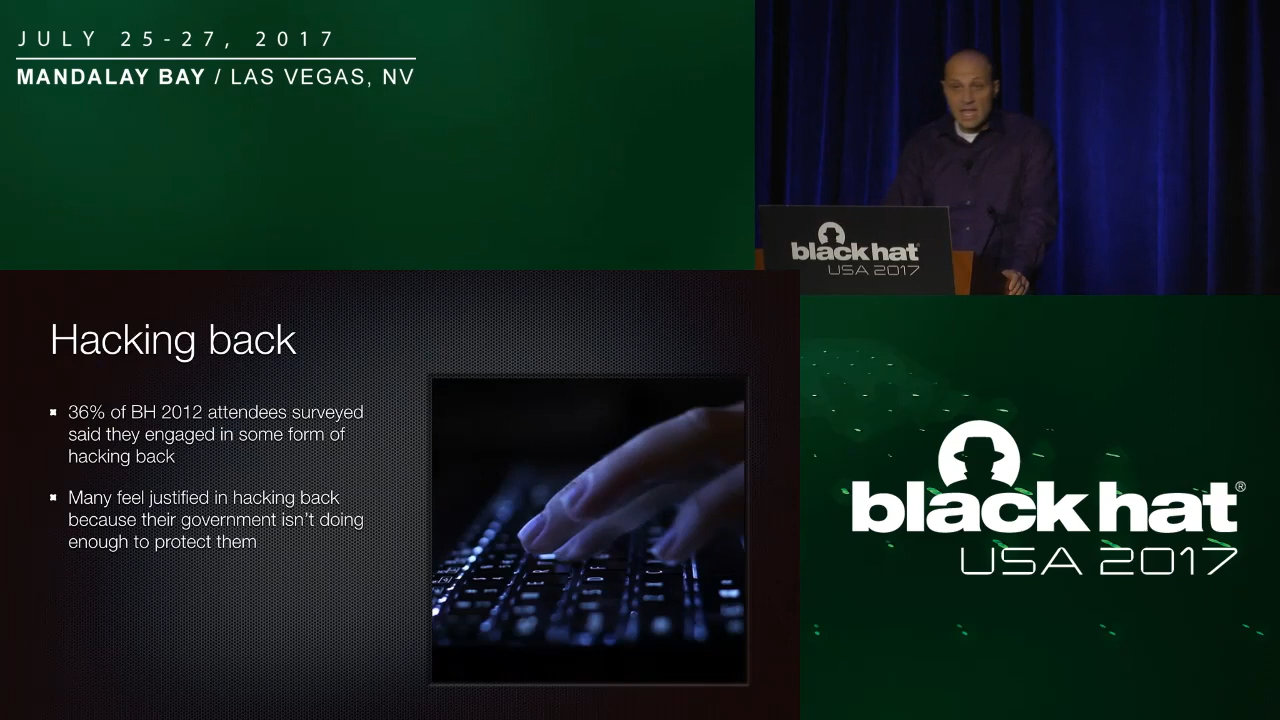 JULY 25-27, 2017
MANDALAY BAY / LAS VEGAS, NV
black hat®
USA 2017
Hacking back
36% of BH 2012 attendees surveyed
said they engaged in some form of
hacking back
Many feel justified in hacking back
because their government isn't doing
enough to protect them
black hat®
USA 2017